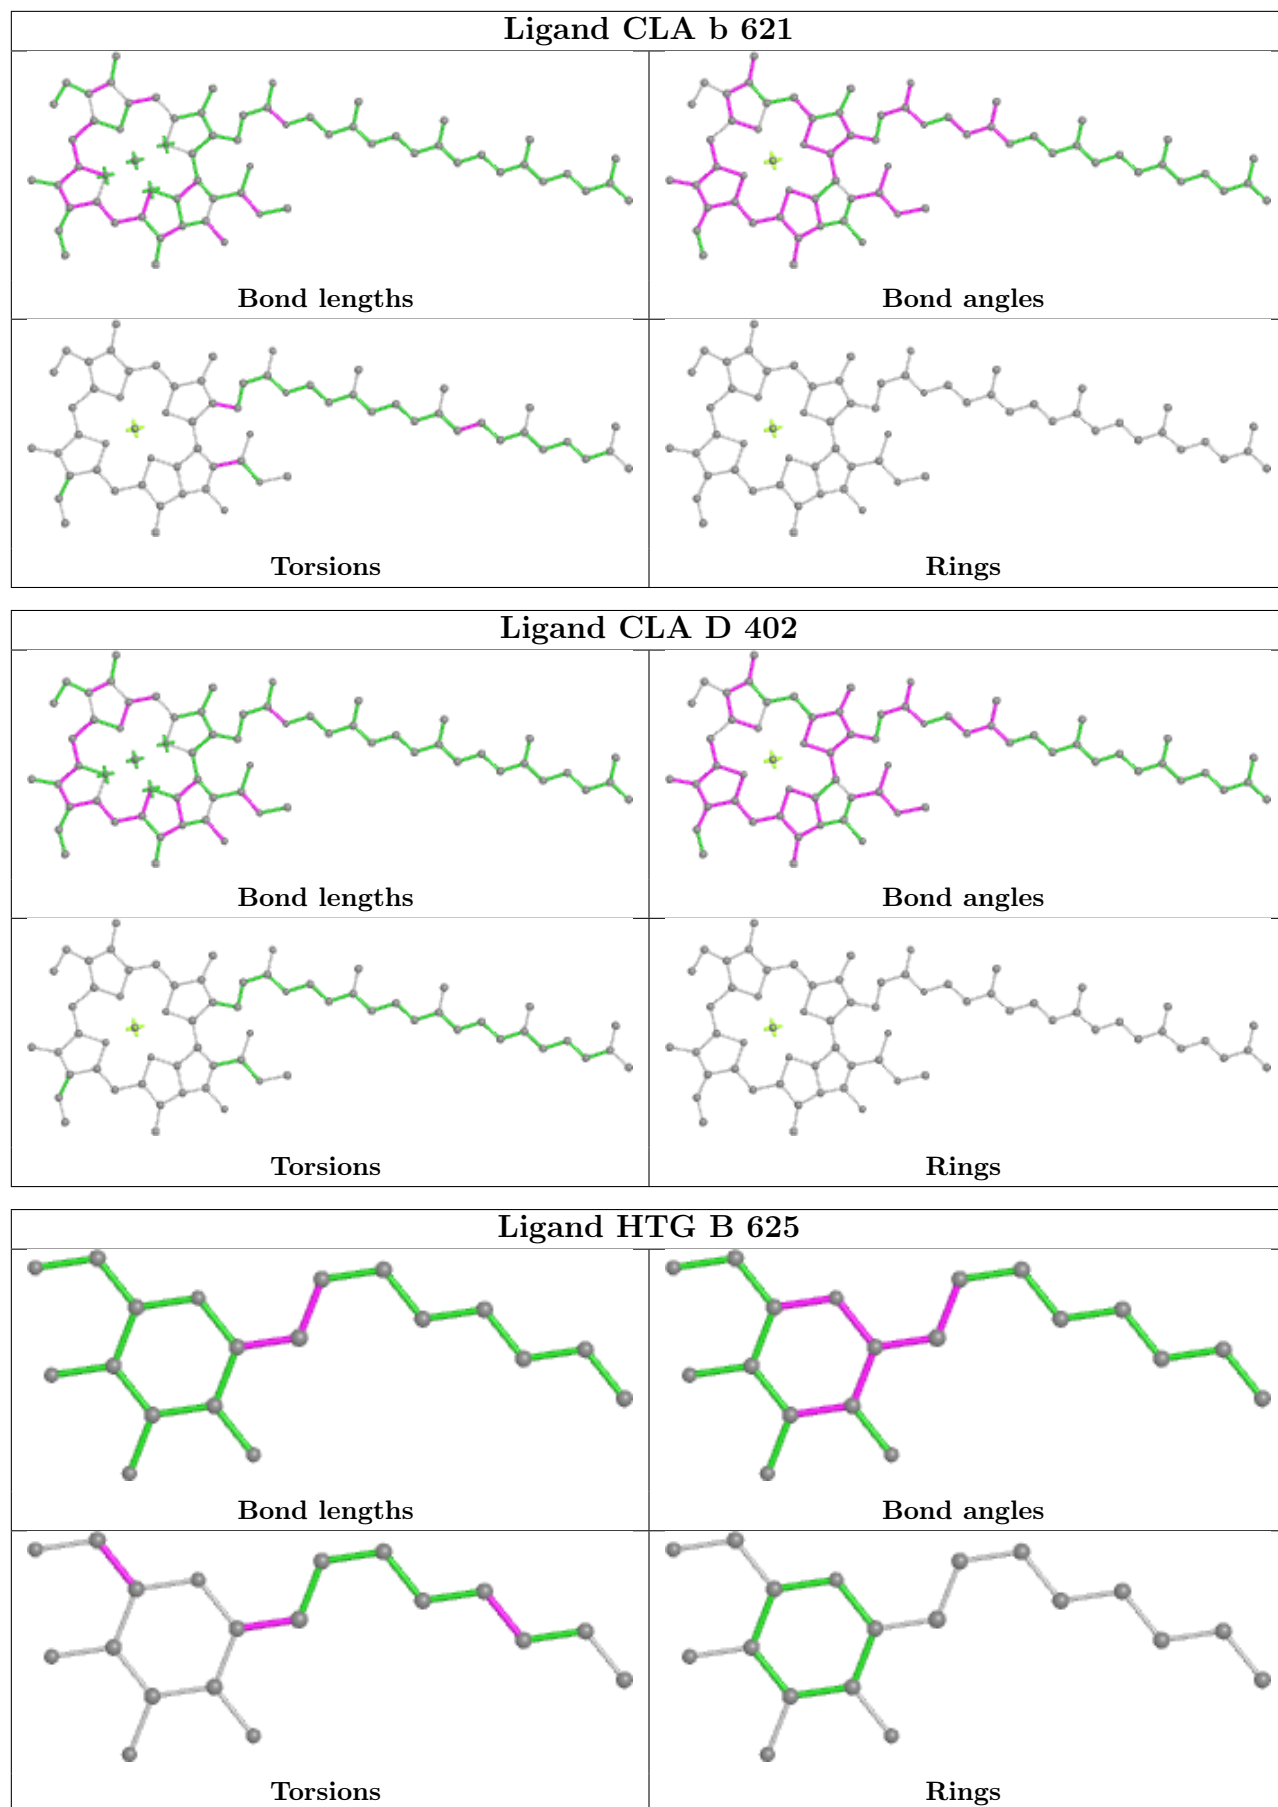 Ligand CLA b 621
Bond lengths
Bond angles
Torsions
Rings
Ligand CLA D 402
Bond lengths
Bond angles
Torsions
Rings
Ligand HTG B 625
Bond lengths
Bond angles
Torsions
Rings